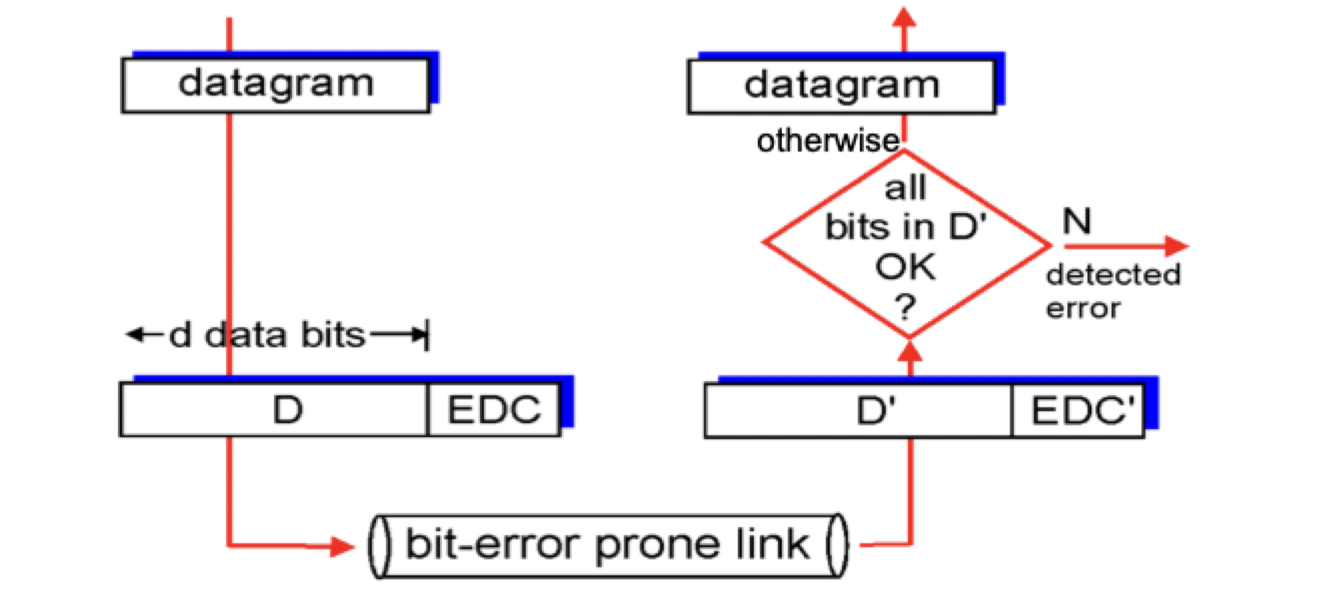 datagram
d data bits
D
EDC
bit-error prone link
datagram
otherwise
all
bits in D'
OK
?
N
detected
error
D'
EDC'